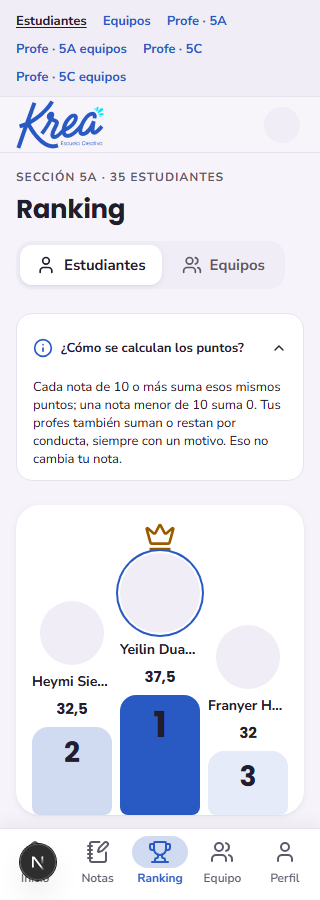 Estudiantes Equipos Profe · 5A
Profe · 5A equipos Profe · 5C
Profe · 5C equipos
Krea
Escuela Creativa
SECCIÓN 5A · 35 ESTUDIANTES
Ranking
Estudiantes Equipos
¿Cómo se calculan los puntos?
Cada nota de 10 o más suma esos mismos
puntos; una nota menor de 10 suma 0. Tus
profes también suman o restan por
conducta, siempre con un motivo. Eso no
cambia tu nota.
Yeilin Dua...
37,5
Heymi Sie...
32,5
Franyer H...
32
1
2
3
N
Notas Ranking Equipo Perfil